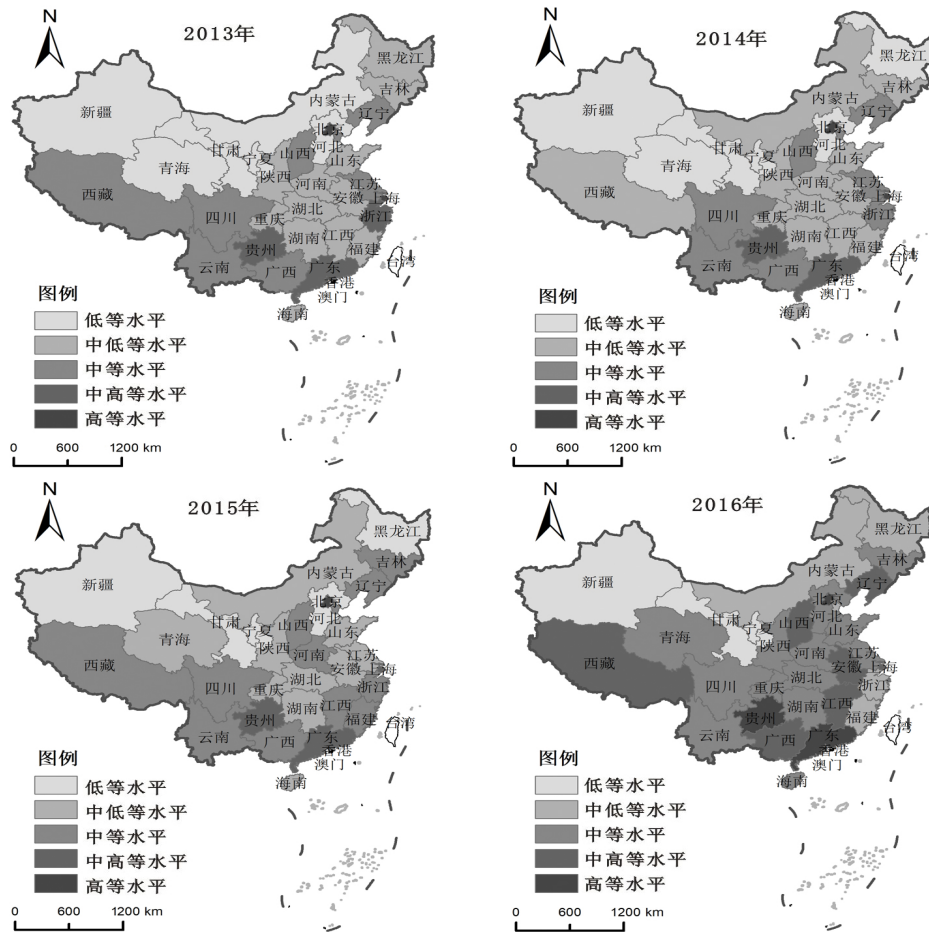 N
2013年
黑龙江
吉林
辽宁
内蒙古
新疆
北京
甘肃
宁夏
山西
河北
山东
青海
陕西
河南
江苏
西藏
安徽
上海
四川
重庆
湖北
浙江
贵州
湖南
江西
福建
云南
广西
广东
台湾
香港
澳门
海南
图例
低等水平
中低等水平
中等水平
中高等水平
高等水平
0 600 1200 km
N
2014年
黑龙江
吉林
辽宁
内蒙古
新疆
北京
甘肃
宁夏
山西
河北
山东
青海
陕西
河南
江苏
西藏
安徽
上海
四川
重庆
湖北
浙江
贵州
湖南
江西
福建
云南
广西
广东
台湾
香港
澳门
海南
图例
低等水平
中低等水平
中等水平
中高等水平
高等水平
0 600 1200 km
N
2015年
黑龙江
吉林
辽宁
内蒙古
新疆
北京
甘肃
宁夏
山西
河北
山东
青海
陕西
河南
江苏
西藏
安徽
上海
四川
重庆
湖北
浙江
贵州
湖南
江西
福建
云南
广西
广东
台湾
香港
澳门
海南
图例
低等水平
中低等水平
中等水平
中高等水平
高等水平
0 600 1200 km
N
2016年
黑龙江
吉林
辽宁
内蒙古
新疆
北京
甘肃
宁夏
山西
河北
山东
青海
陕西
河南
江苏
西藏
安徽
上海
四川
重庆
湖北
浙江
贵州
湖南
江西
福建
云南
广西
广东
台湾
香港
澳门
海南
图例
低等水平
中低等水平
中等水平
中高等水平
高等水平
0 600 1200 km